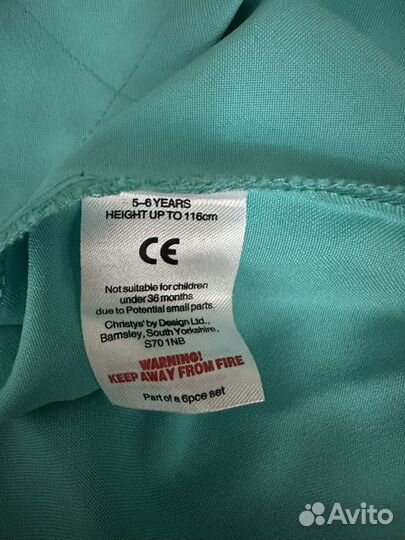 5-6 YEARS
HEIGHT UP TO 116cm
CE
Not suitable for children
under 36 months
due to Potential small parts.
Christys' by Design Ltd.,
Barnsley, South Yorkshire,
S70 1NB
WARNING!
KEEP AWAY FROM FIRE
Part of a 6pce set
Avito